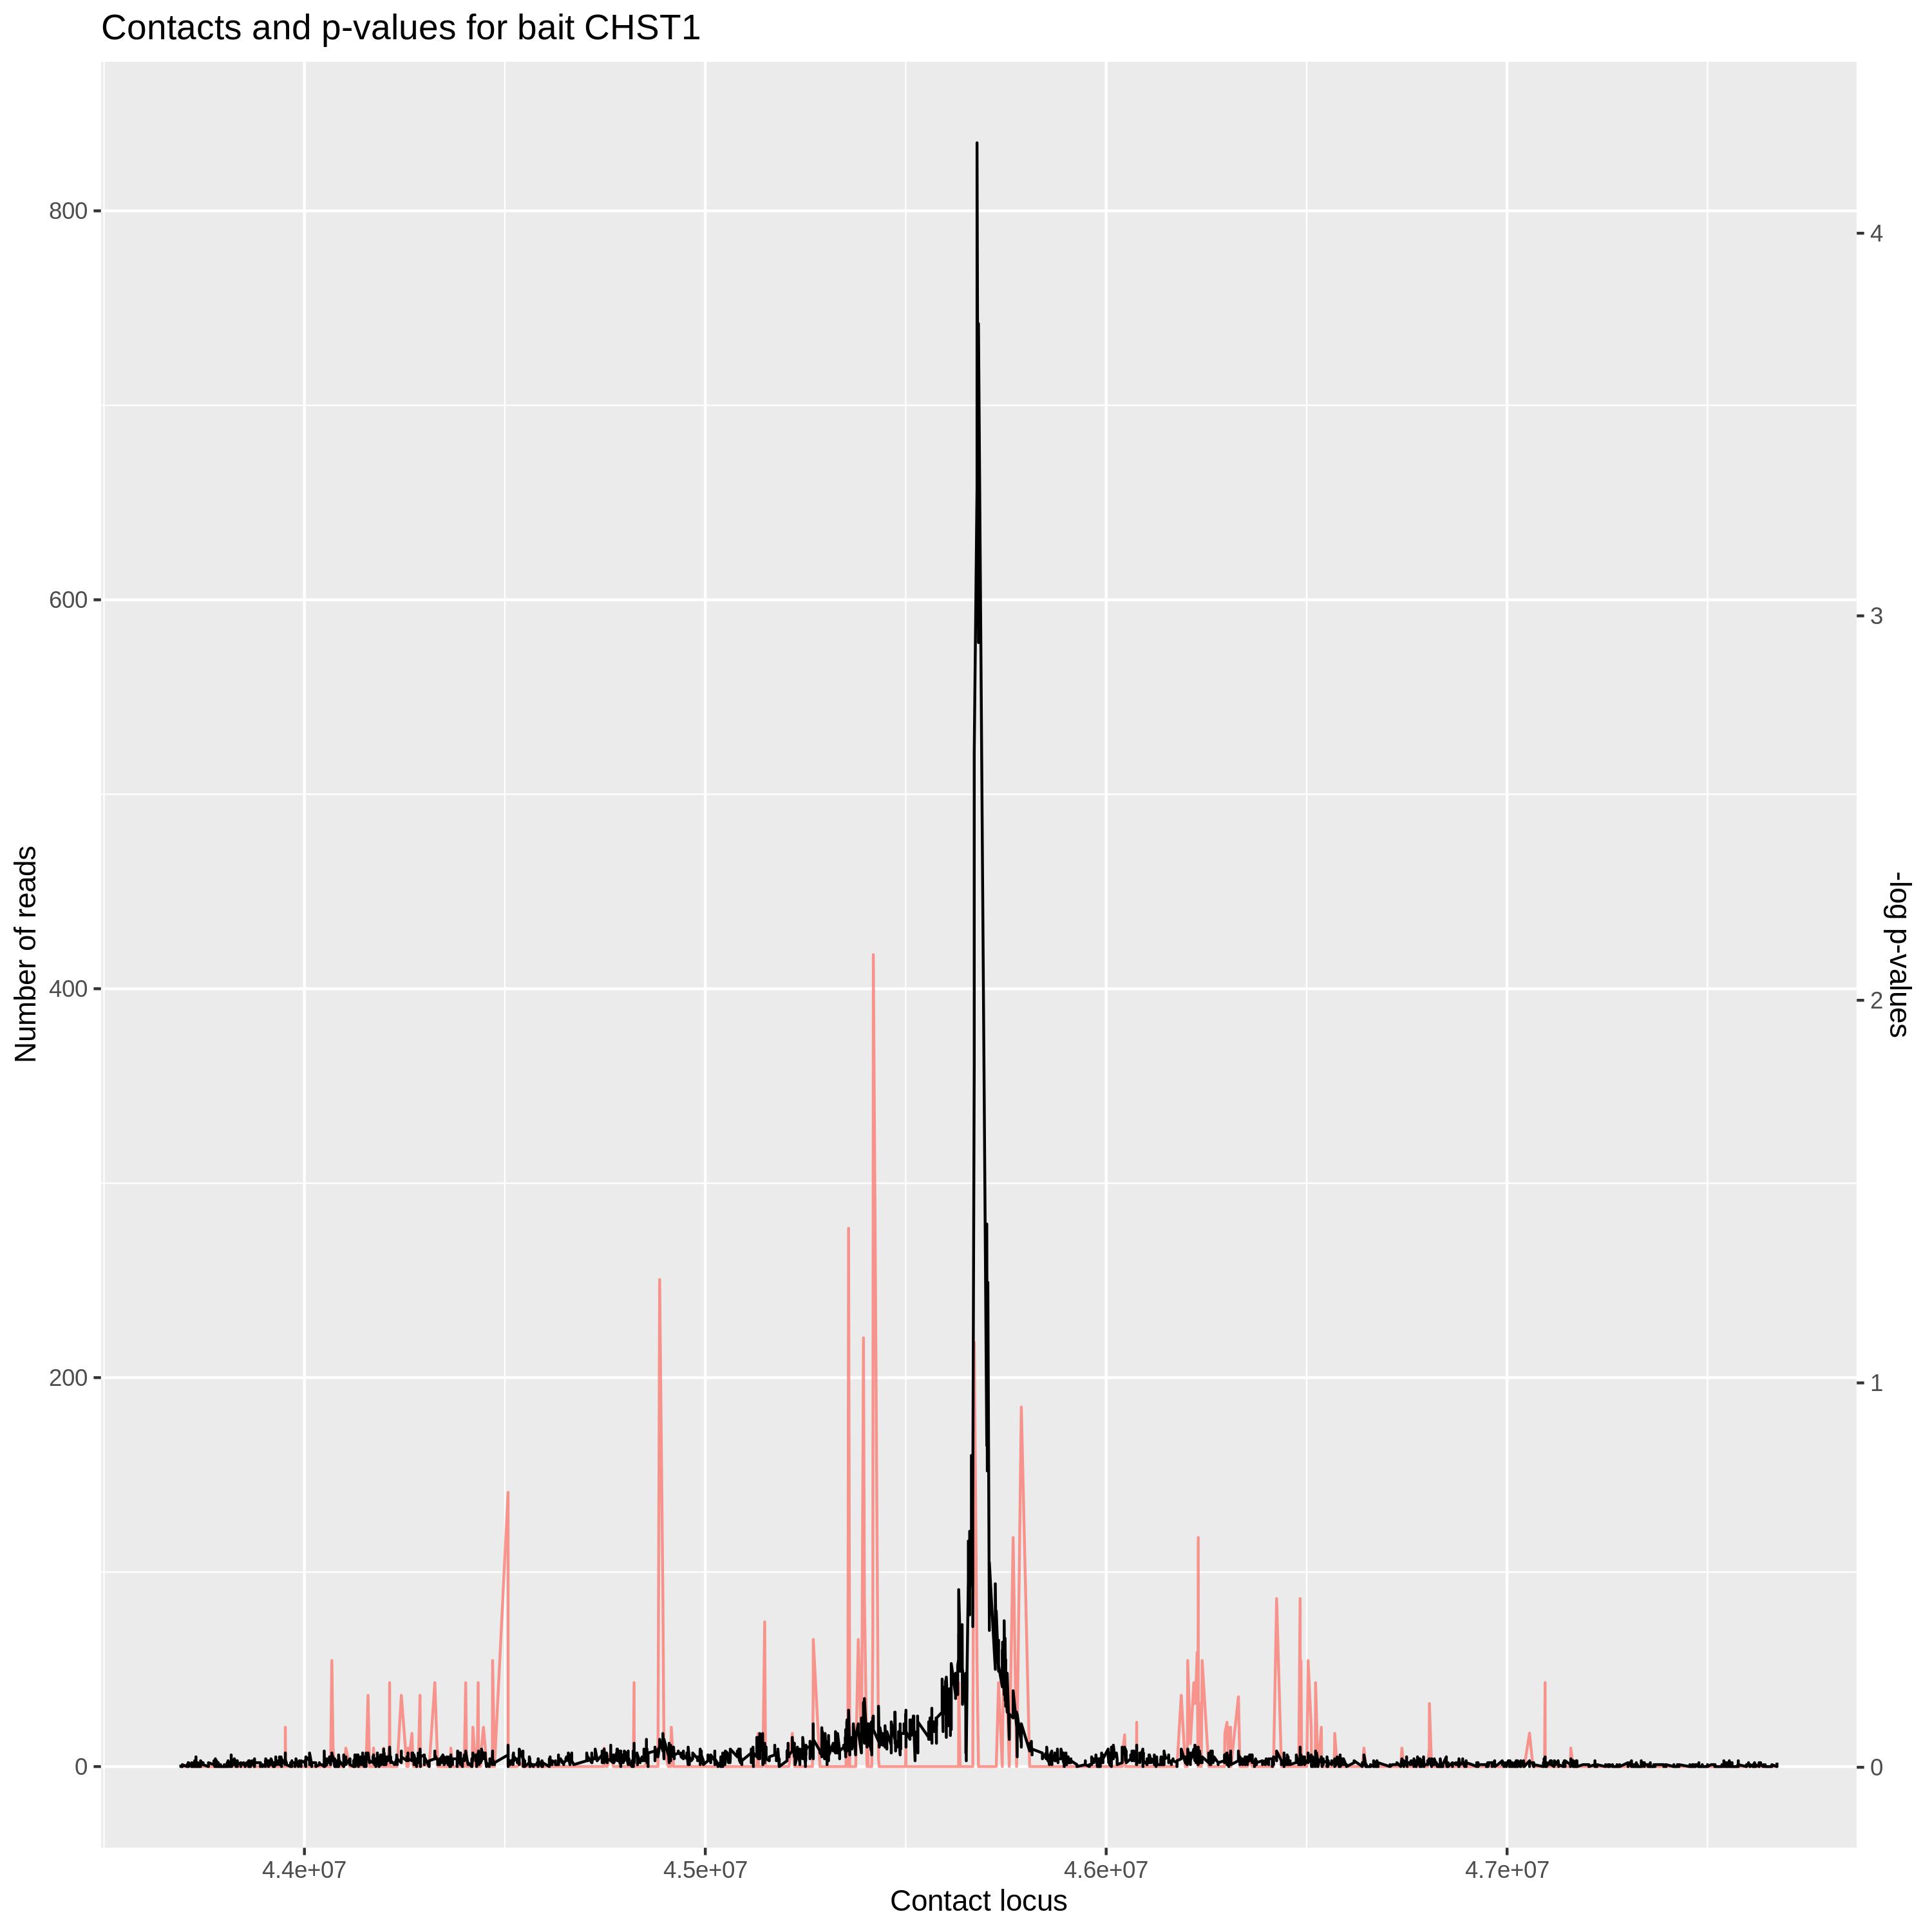 Contacts and p-values for bait CHST1
Number of reads
800
600
400
200
0
4
3
2
1
0
-log p-values
4.4e+07
4.5e+07
4.6e+07
4.7e+07
Contact locus